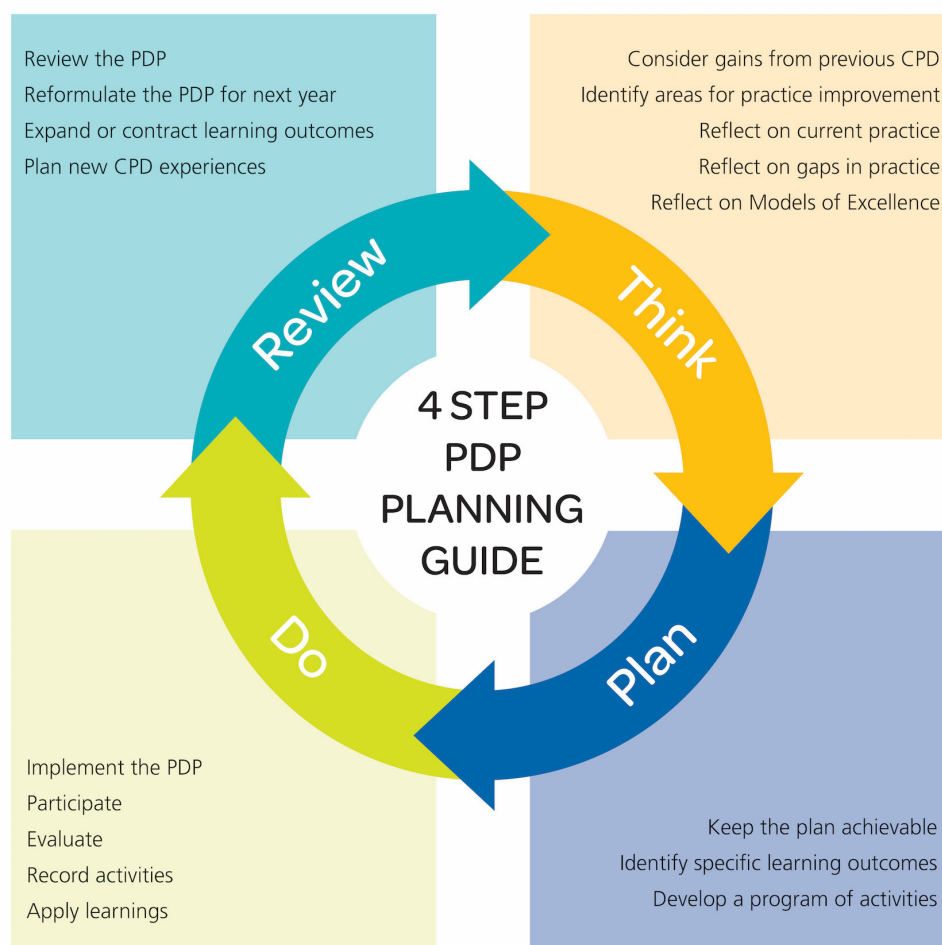 Review the PDP
Reformulate the PDP for next year
Expand or contract learning outcomes
Plan new CPD experiences
Consider gains from previous CPD
Identify areas for practice improvement
Reflect on current practice
Reflect on gaps in practice
Reflect on Models of Excellence
Review
Think
4 STEP
PDP
PLANNING
GUIDE
Do
Plan
Implement the PDP
Participate
Evaluate
Record activities
Apply learnings
Keep the plan achievable
Identify specific learning outcomes
Develop a program of activities